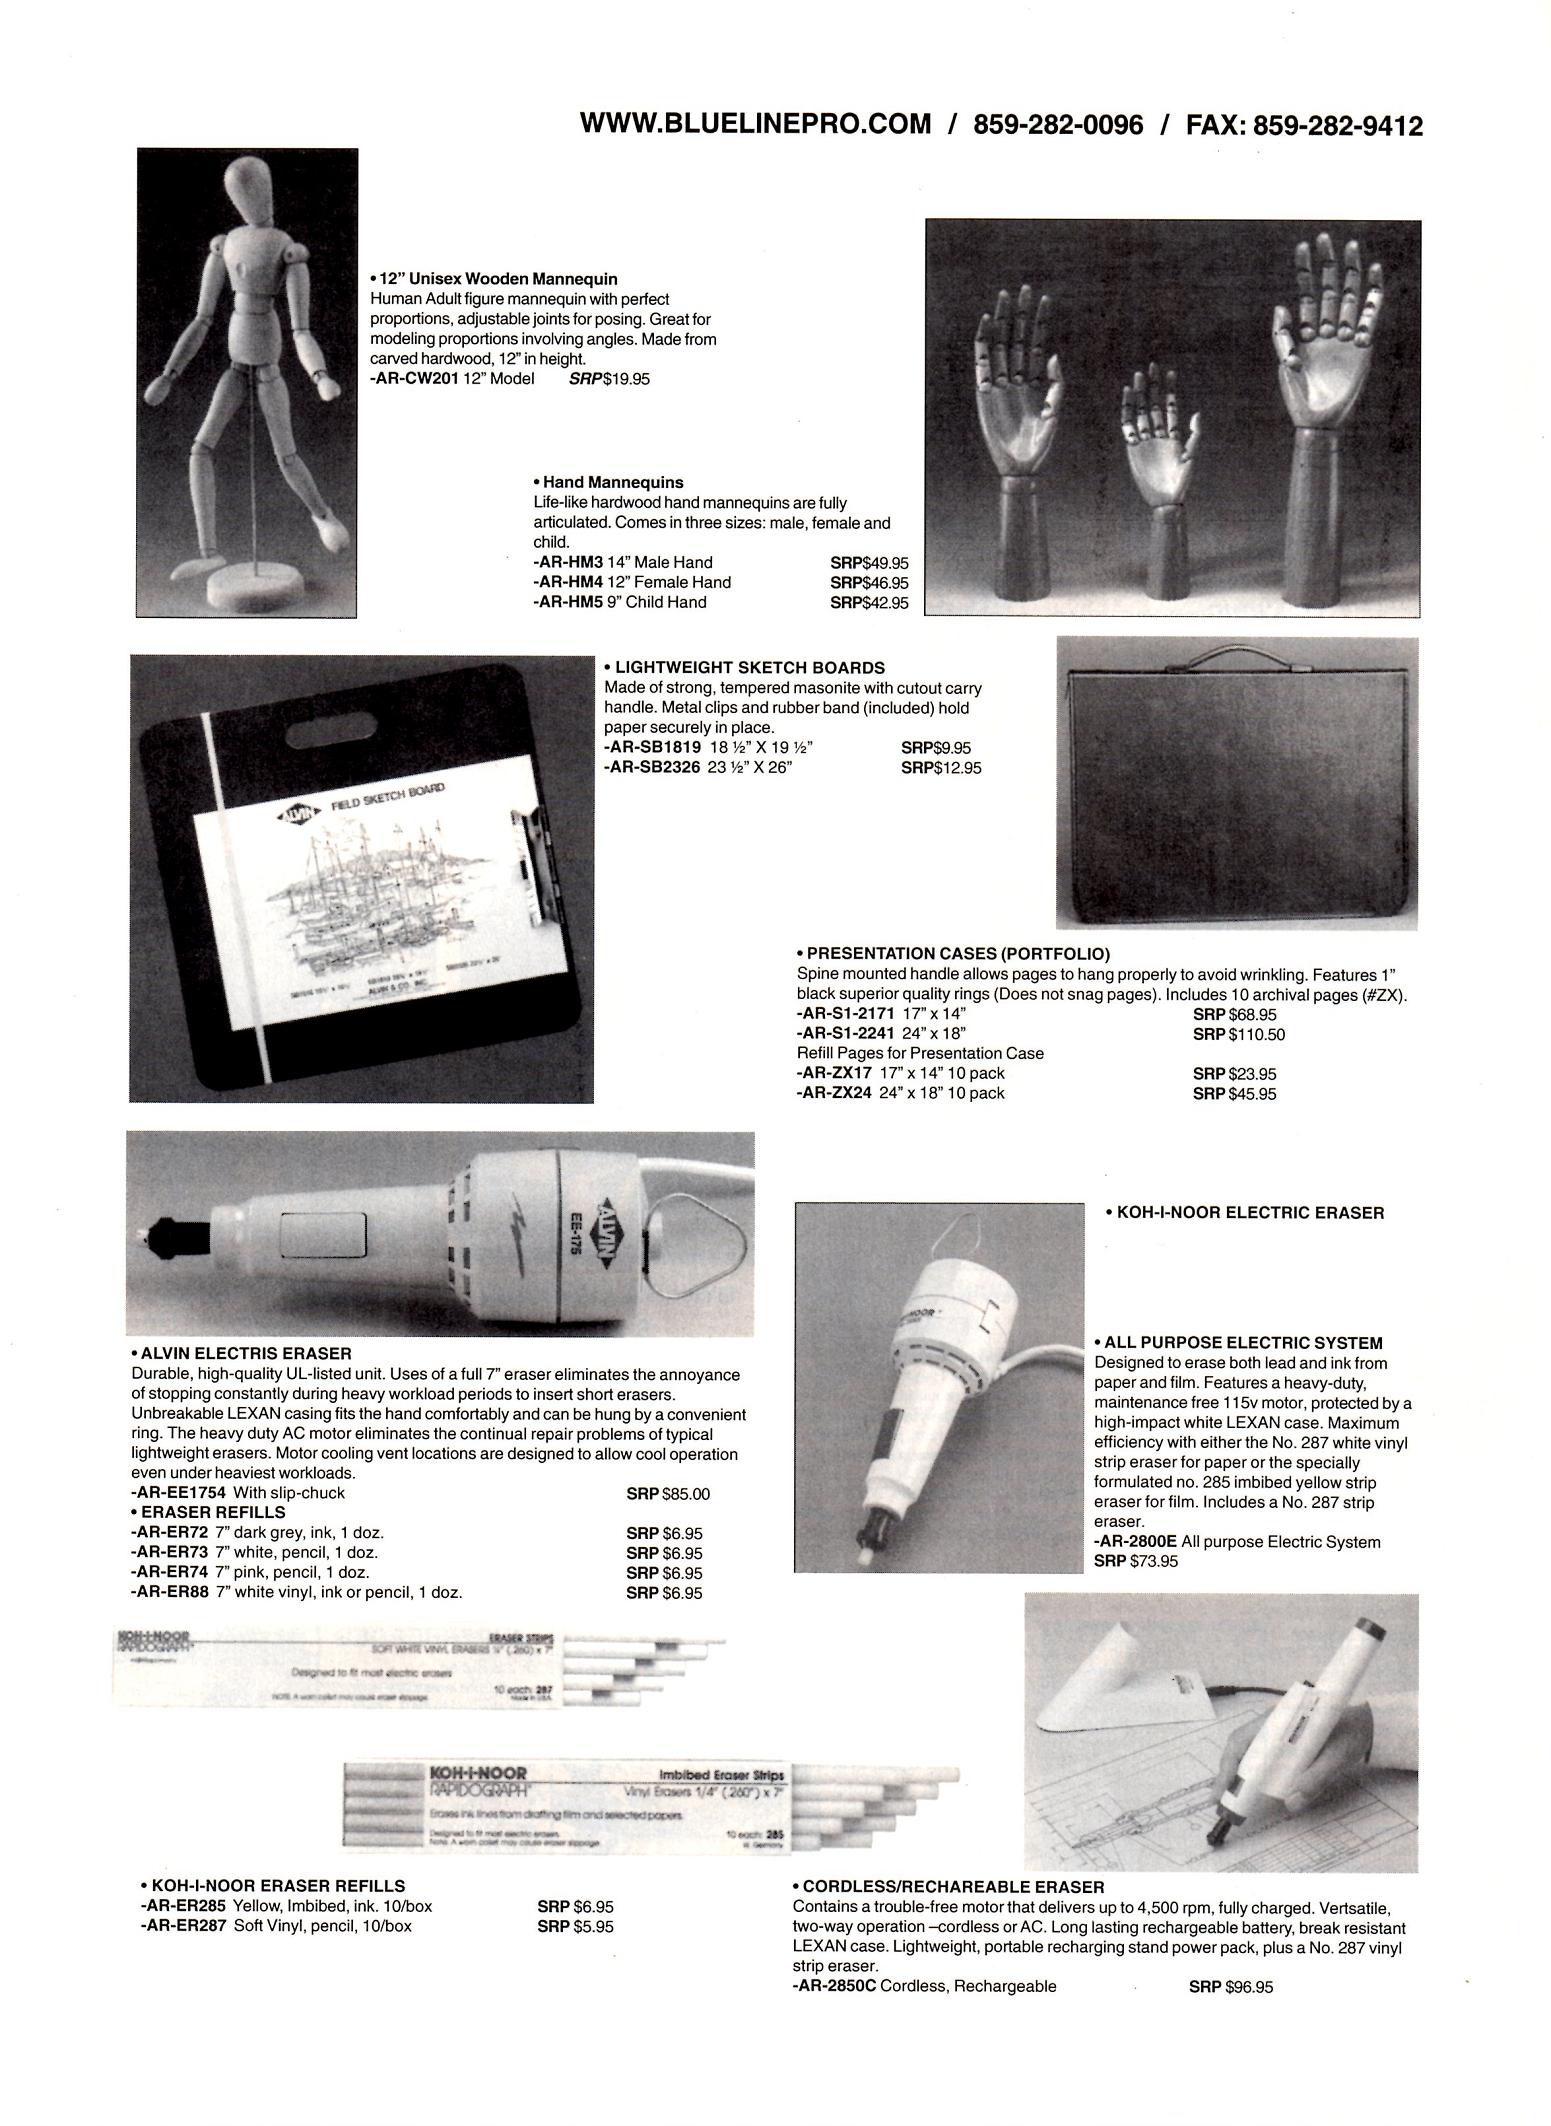 WWW.BLUELINEPRO.COM / 859-282-0096 / FAX: 859-282-9412
• 12” Unisex Wooden Mannequin
Human Adult figure mannequin with perfect
proportions, adjustable joints for posing. Great for
modeling proportions involving angles. Made from
carved hardwood, 12” in height.
-AR-CW201 12” Model SRP$19.95
• Hand Mannequins
Life-like hardwood hand mannequins are fully
articulated. Comes in three sizes: male, female and
child.
-AR-HM3 14” Male Hand SRP$49.95
-AR-HM4 12” Female Hand SRP$46.95
-AR-HM5 9” Child Hand SRP$42.95
• LIGHTWEIGHT SKETCH BOARDS
Made of strong, tempered masonite with cutout carry
handle. Metal clips and rubber band (included) hold
paper securely in place.
-AR-SB1819 18 ½” X 19 ½” SRP$9.95
-AR-SB2326 23 ½” X 26” SRP$12.95
ALVIN FIELD SKETCH BOARD
ALVIN & CO. INC.
• PRESENTATION CASES (PORTFOLIO)
Spine mounted handle allows pages to hang properly to avoid wrinkling. Features 1”
black superior quality rings (Does not snag pages). Includes 10 archival pages (#ZX).
-AR-S1-2171 17” x 14” SRP $68.95
-AR-S1-2241 24” x 18” SRP $110.50
Refill Pages for Presentation Case
-AR-ZX17 17” x 14” 10 pack SRP $23.95
-AR-ZX24 24” x 18” 10 pack SRP $45.95
ALVIN
EE-175
• ALVIN ELECTRIS ERASER
Durable, high-quality UL-listed unit. Uses of a full 7” eraser eliminates the annoyance
of stopping constantly during heavy workload periods to insert short erasers.
Unbreakable LEXAN casing fits the hand comfortably and can be hung by a convenient
ring. The heavy duty AC motor eliminates the continual repair problems of typical
lightweight erasers. Motor cooling vent locations are designed to allow cool operation
even under heaviest workloads.
-AR-EE1754 With slip-chuck SRP $85.00
• ERASER REFILLS
-AR-ER72 7” dark grey, ink, 1 doz. SRP $6.95
-AR-ER73 7” white, pencil, 1 doz. SRP $6.95
-AR-ER74 7” pink, pencil, 1 doz. SRP $6.95
-AR-ER88 7” white vinyl, ink or pencil, 1 doz. SRP $6.95
• KOH-I-NOOR ELECTRIC ERASER
• ALL PURPOSE ELECTRIC SYSTEM
Designed to erase both lead and ink from
paper and film. Features a heavy-duty,
maintenance free 115v motor, protected by a
high-impact white LEXAN case. Maximum
efficiency with either the No. 287 white vinyl
strip eraser for paper or the specially
formulated no. 285 imbibed yellow strip
eraser for film. Includes a No. 287 strip
eraser.
-AR-2800E All purpose Electric System
SRP $73.95
KOH-I-NOOR ERASER STRIPS
RAPIDOGRAPH SOFT WHITE VINYL ERASERS ¼" (.260) x 7"
Designed to fit most electric erasers
10 each 287
NOTE: A worn collet may cause eraser slippage. Made in U.S.A.
KOH-I-NOOR Imbibed Eraser Strips
RAPIDOGRAPH Vinyl Erasers 1/4" (.260") x 7"
Erases ink lines from drafting film and selected papers.
Designed to fit most electric erasers. 10 each 285
Note: A worn collet may cause eraser slippage. W. Germany
• KOH-I-NOOR ERASER REFILLS
-AR-ER285 Yellow, Imbibed, ink. 10/box SRP $6.95
-AR-ER287 Soft Vinyl, pencil, 10/box SRP $5.95
• CORDLESS/RECHAREABLE ERASER
Contains a trouble-free motor that delivers up to 4,500 rpm, fully charged. Vertsatile,
two-way operation –cordless or AC. Long lasting rechargeable battery, break resistant
LEXAN case. Lightweight, portable recharging stand power pack, plus a No. 287 vinyl
strip eraser.
-AR-2850C Cordless, Rechargeable SRP $96.95